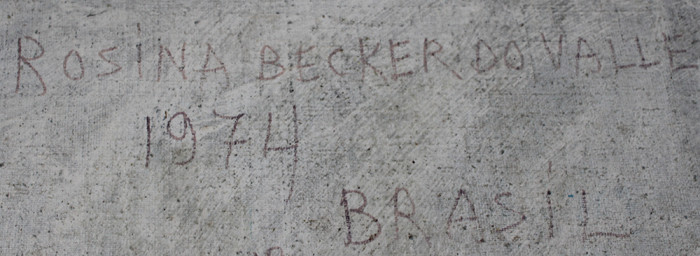 ROSINA BECKER DO VALLE
1974
BRASIL